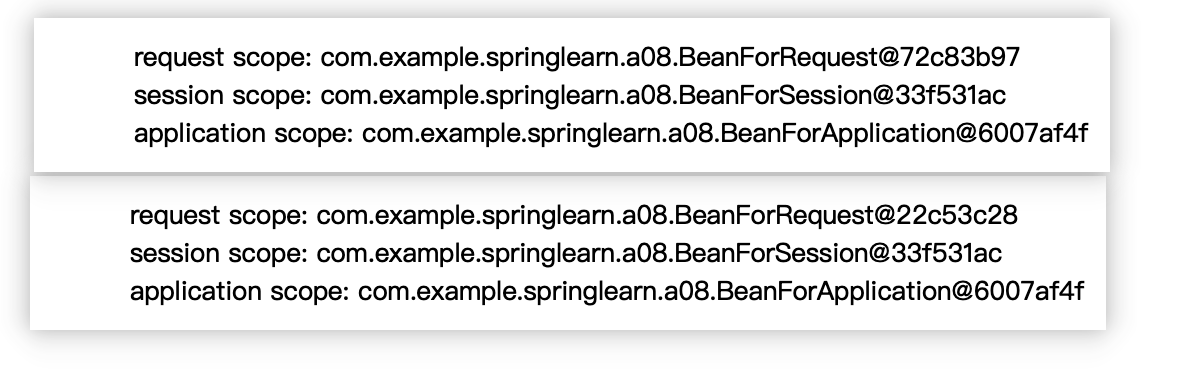 request scope: com.example.springlearn.a08.BeanForRequest@72c83b97
session scope: com.example.springlearn.a08.BeanForSession@33f531ac
application scope: com.example.springlearn.a08.BeanForApplication@6007af4f
request scope: com.example.springlearn.a08.BeanForRequest@22c53c28
session scope: com.example.springlearn.a08.BeanForSession@33f531ac
application scope: com.example.springlearn.a08.BeanForApplication@6007af4f